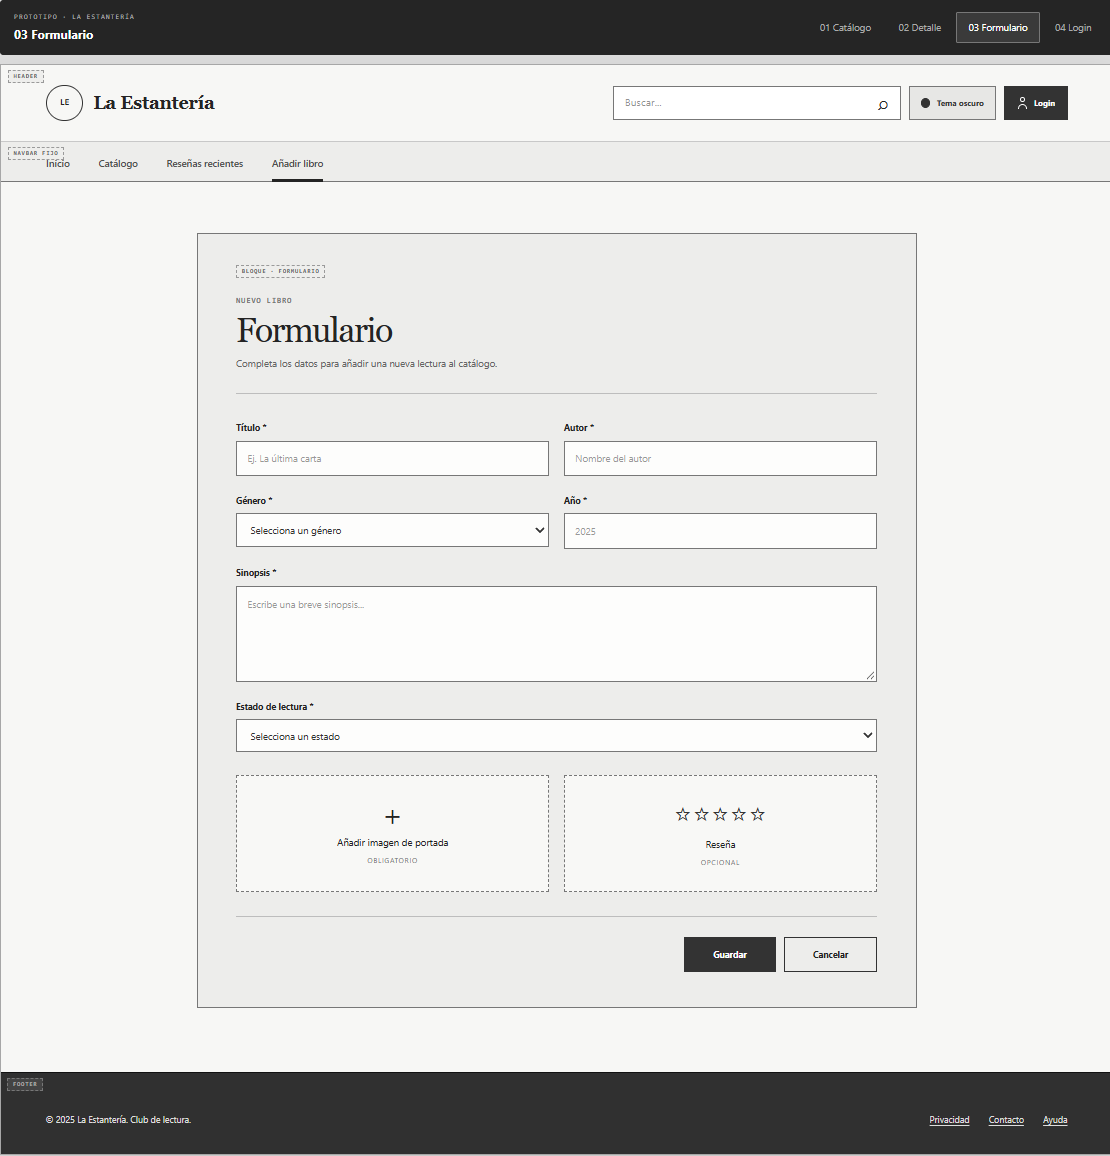 PROTOTIPO · LA ESTANTERÍA
03 Formulario
01 Catálogo 02 Detalle 03 Formulario 04 Login
HEADER
LE La Estantería Buscar... Tema oscuro Login
NAVBAR FIJO
Inicio Catálogo Reseñas recientes Añadir libro
BLOQUE · FORMULARIO
NUEVO LIBRO
Formulario
Completa los datos para añadir una nueva lectura al catálogo.
Título * Autor *
Ej. La última carta Nombre del autor
Género * Año *
Selecciona un género 2025
Sinopsis *
Escribe una breve sinopsis...
Estado de lectura *
Selecciona un estado
Añadir imagen de portada
OBLIGATORIO
Reseña
OPCIONAL
Guardar Cancelar
FOOTER
© 2025 La Estantería. Club de lectura. Privacidad Contacto Ayuda